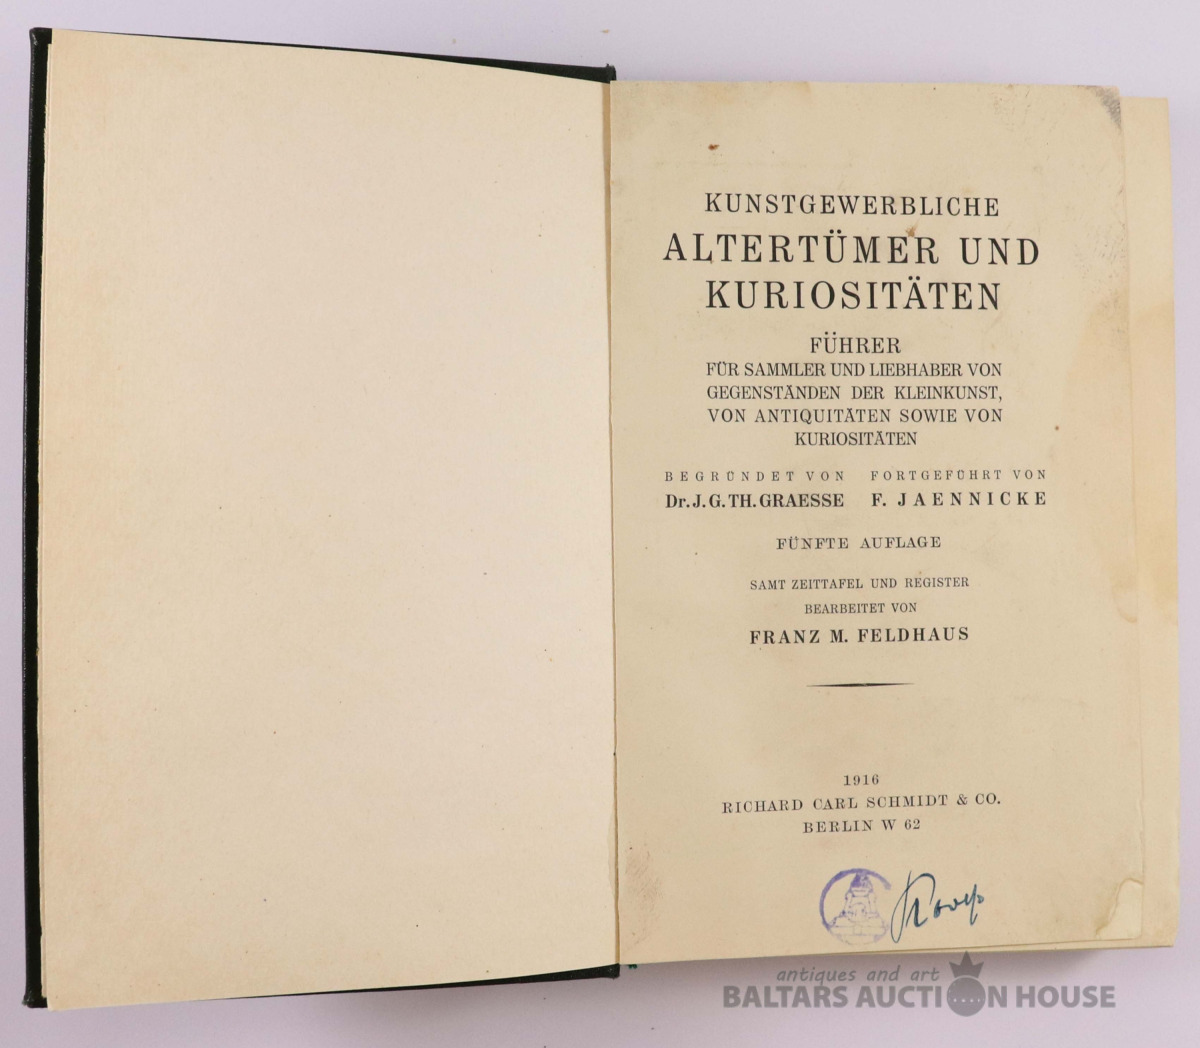 KUNSTGEWERBLICHE
ALTERTÜMER UND
KURIOSITÄTEN
FÜHRER
FÜR SAMMLER UND LIEBHABER VON
GEGENSTÄNDEN DER KLEINKUNST,
VON ANTIQUITÄTEN SOWIE VON
KURIOSITÄTEN
BEGRÜNDET VON FORTGEFÜHRT VON
Dr. J. G. TH. GRAESSE F. JAENNICKE
FÜNFTE AUFLAGE
SAMT ZEITTAFEL UND REGISTER
BEARBEITET VON
FRANZ M. FELDHAUS
1916
RICHARD CARL SCHMIDT & CO.
BERLIN W 62
antiques and art
BALTARS AUCTION HOUSE